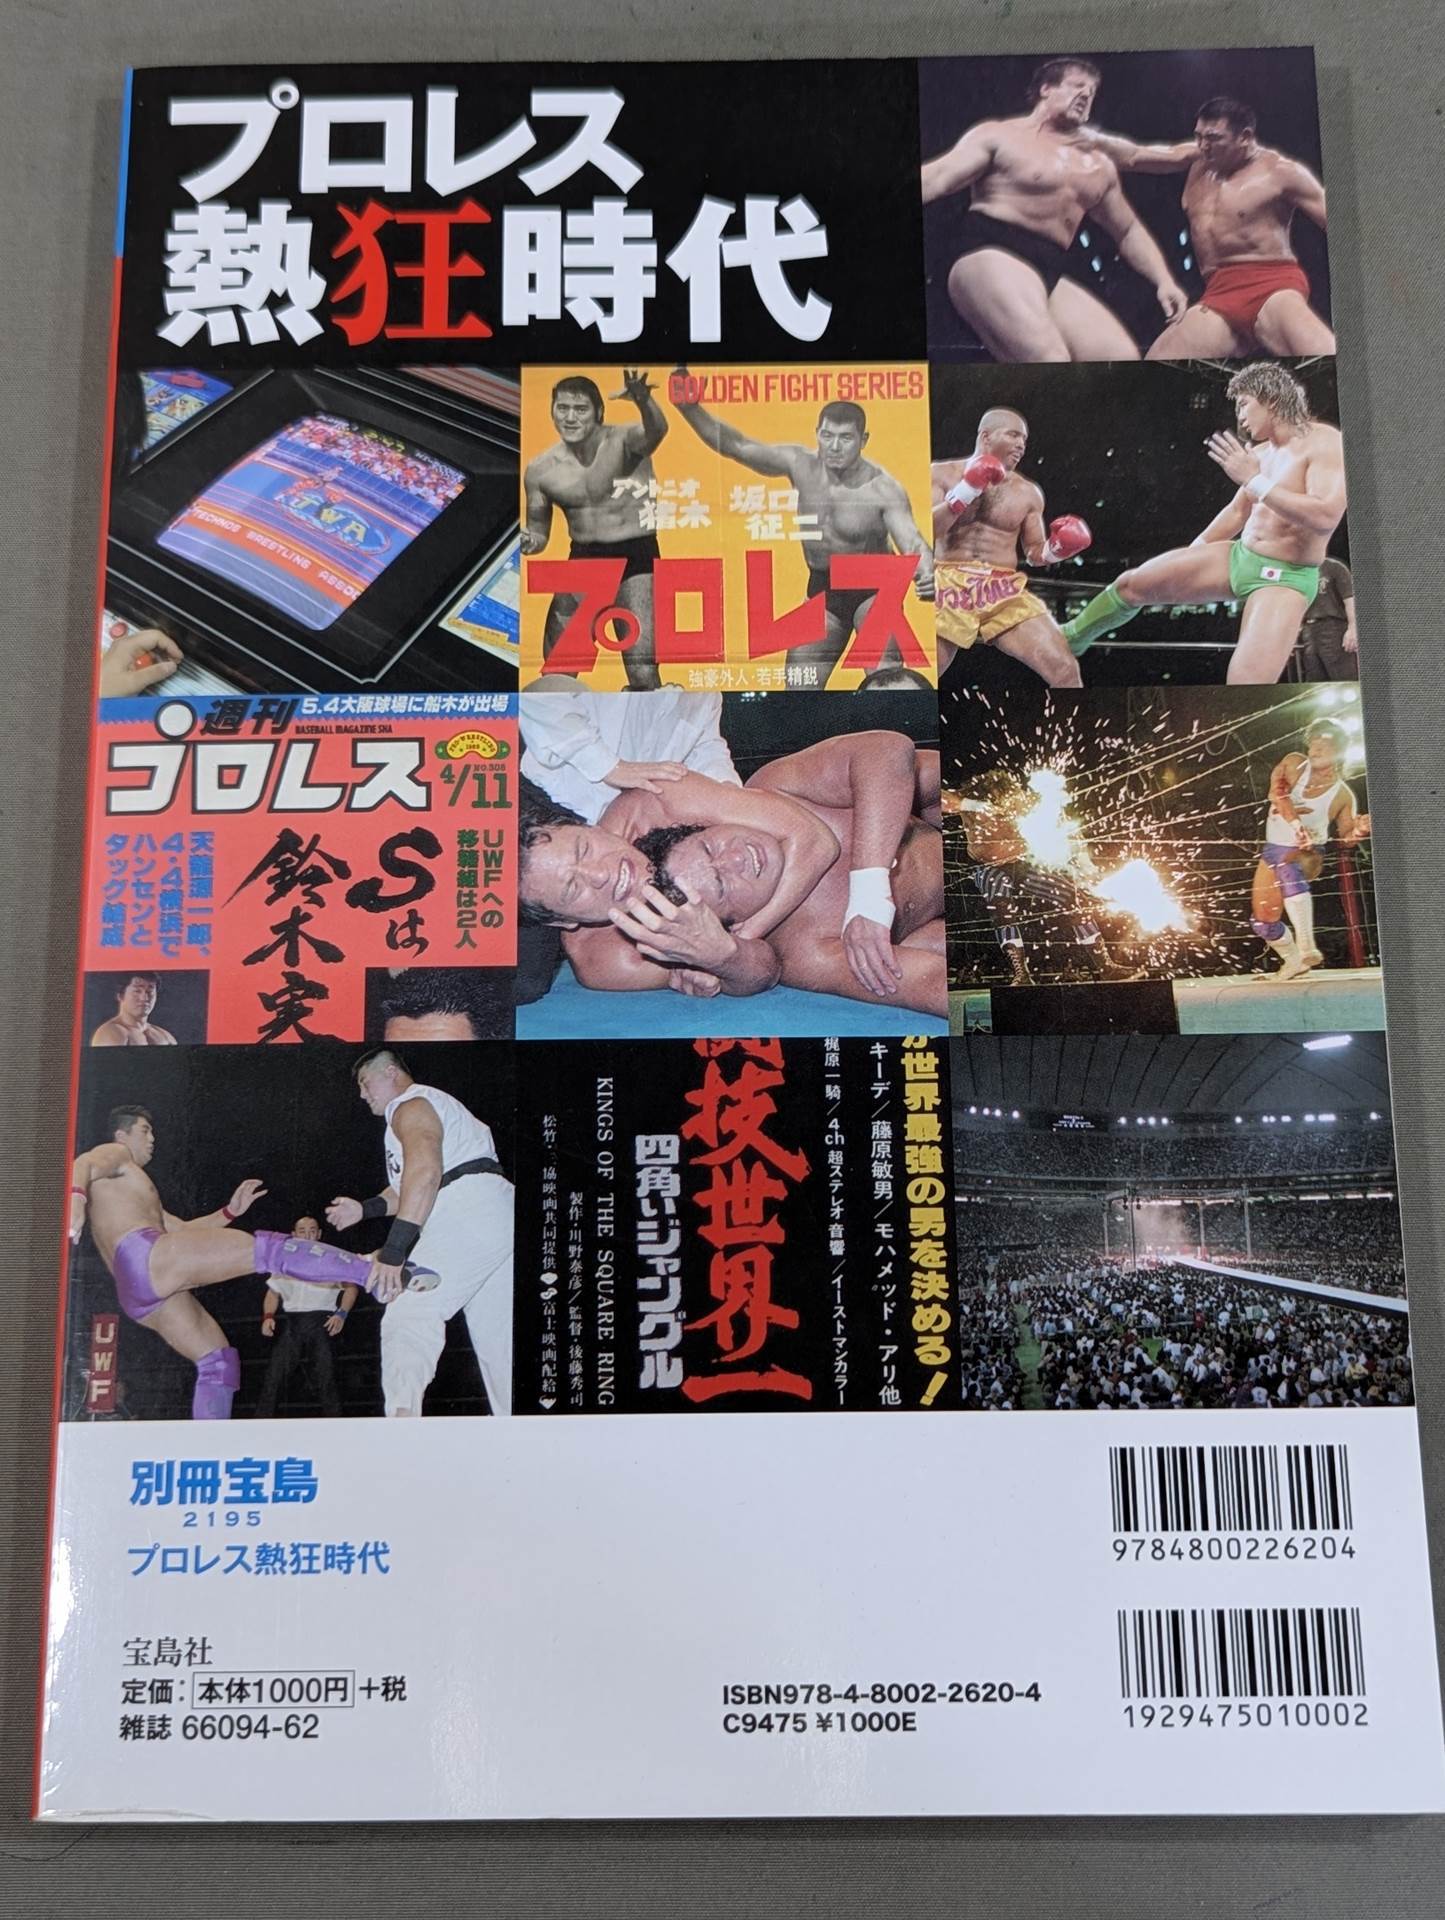 プロレス
熱狂時代
TECHMOS WRESTLING ASSOC
TWA
GOLDEN FIGHT SERIES
アントニオ
猪木
坂口
征二
プロレス
強豪外人・若手精鋭
5.4大阪球場に船木が出場
週刊
BASEBALL MAGAZINE SHA
プロレス
NO.308
4/11
UWFへの
移籍組は2人
Sは
鈴木実
天龍源一郎、
4・4横浜で
ハンセンと
タッグ結成
UWF
が世界最強の男を決める!
キーデ/藤原敏男/モハメッド・アリ他
梶原一騎/4ch超ステレオ音響/イーストマンカラー
闘技世界一
四角いジャングル
KINGS OF THE SQUARE RING
製作・川野泰彦/監督・後藤秀司
富士映画配給
別冊宝島
2195
プロレス熱狂時代
宝島社
定価:本体1000円+税
雑誌 66094-62
9784800226204
1929475010002
ISBN978-4-8002-2620-4
C9475 ¥1000E